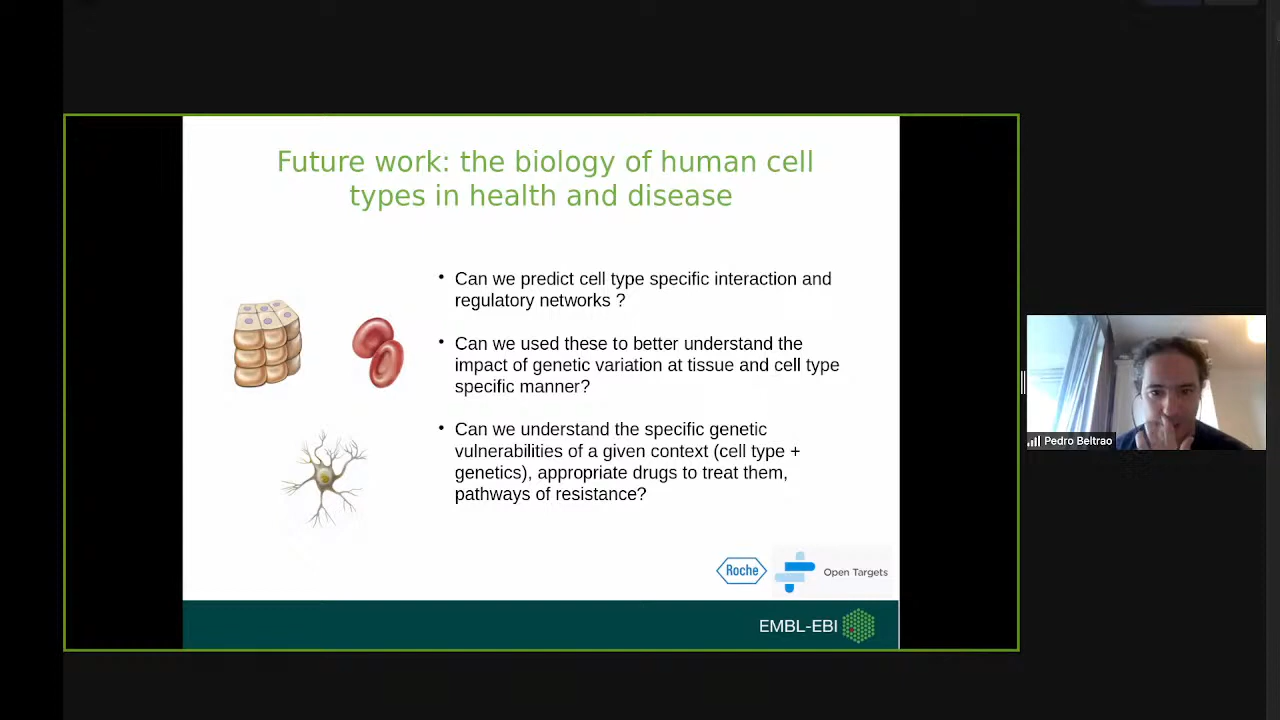 Future work: the biology of human cell
types in health and disease
• Can we predict cell type specific interaction and
regulatory networks ?
• Can we used these to better understand the
impact of genetic variation at tissue and cell type
specific manner?
• Can we understand the specific genetic
vulnerabilities of a given context (cell type +
genetics), appropriate drugs to treat them,
pathways of resistance?
Roche
Open Targets
EMBL-EBI
Pedro Beltrao